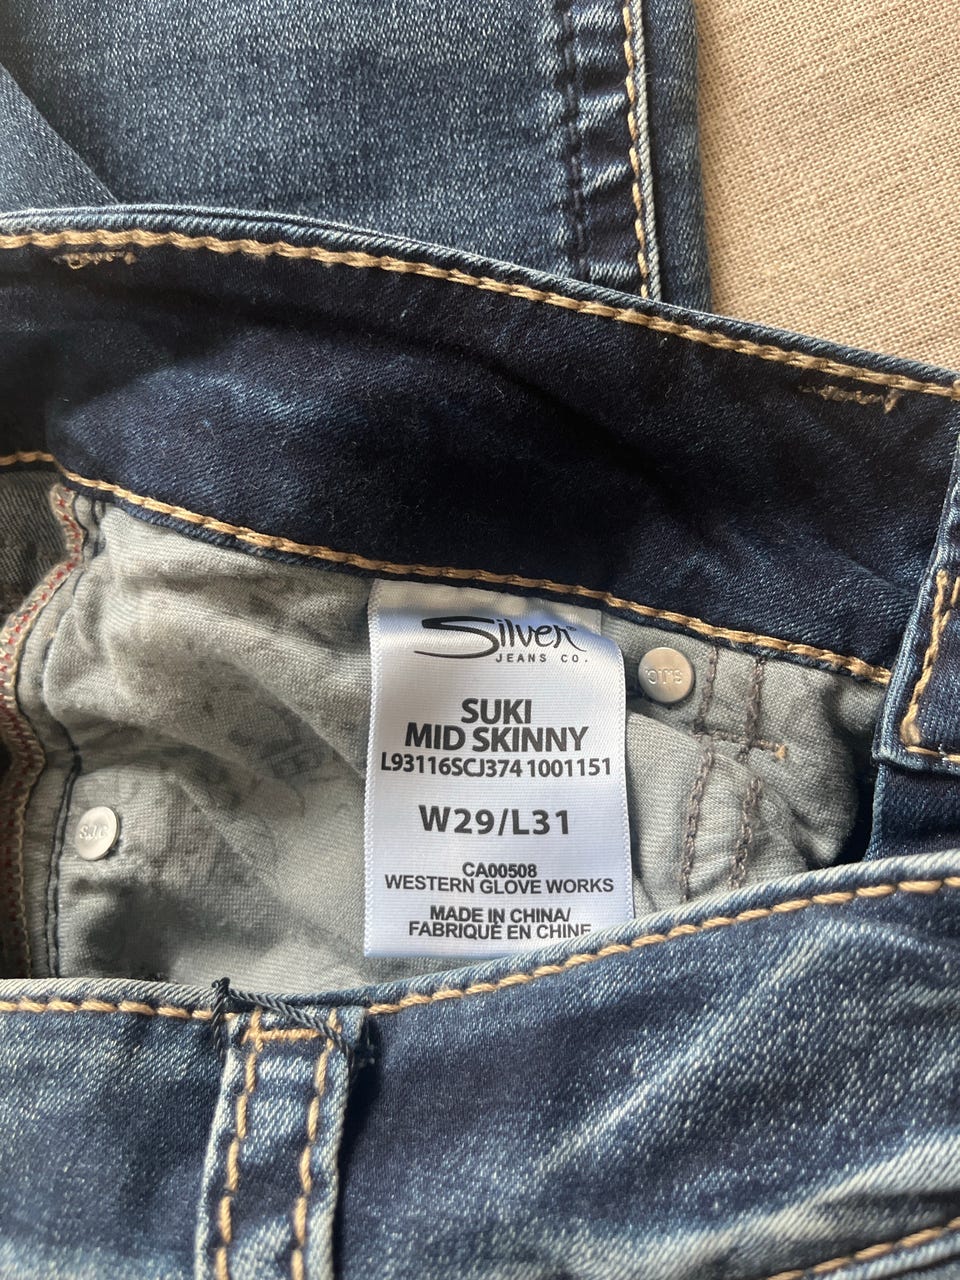 Silver™
JEANS CO.
SUKI
MID SKINNY
L93116SCJ374 1001151
W29/L31
CA00508
WESTERN GLOVE WORKS
MADE IN CHINA/
FABRIQUÉ EN CHINE
S.J.C
S.J.C